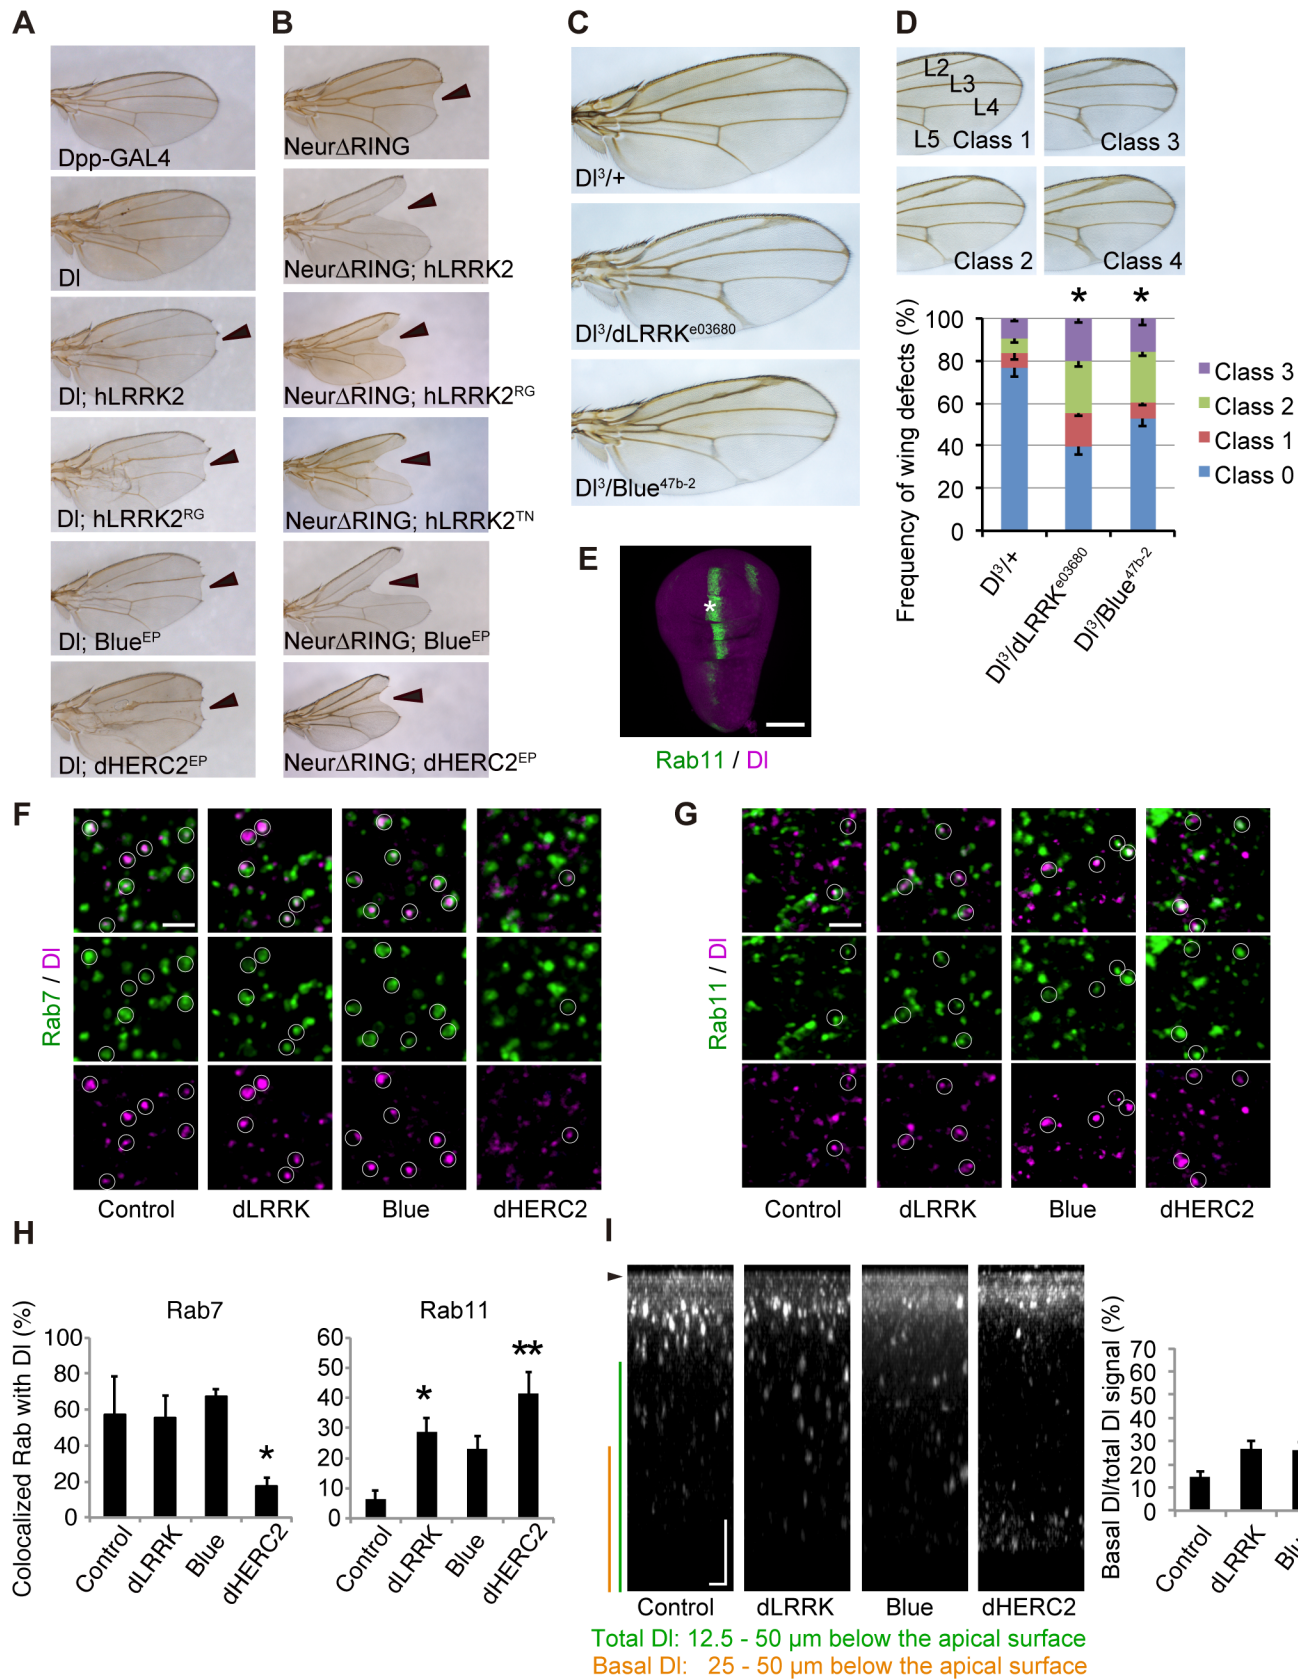 A
B
C
D
Dpp-GAL4
Dl
Dl; hLRRK2
Dl; hLRRK2RG
Dl; BlueEP
Dl; dHERC2EP
NeurΔRING
NeurΔRING; hLRRK2
NeurΔRING; hLRRK2RG
NeurΔRING; hLRRK2TN
NeurΔRING; BlueEP
NeurΔRING; dHERC2EP
Dl3/+
Dl3/dLRRKe03680
Dl3/Blue47b-2
L2
L3
L4
L5
Class 1
Class 3
Class 2
Class 4
* *
Frequency of wing defects (%)
100
80
60
40
20
0
Class 3
Class 2
Class 1
Class 0
Dl3/+
Dl3/dLRRKe03680
Dl3/Blue47b-2
E
*
Rab11 / Dl
F
Rab7 / Dl
Control
dLRRK
Blue
dHERC2
G
Rab11 / Dl
Control
dLRRK
Blue
dHERC2
H
Colocalized Rab with Dl (%)
Rab7
100
80
60
40
20
0
*
Control
dLRRK
Blue
dHERC2
Rab11
60
50
40
30
20
10
0
*
**
Control
dLRRK
Blue
dHERC2
I
Control
dLRRK
Blue
dHERC2
Total Dl: 12.5 - 50 µm below the apical surface
Basal Dl: 25 - 50 µm below the apical surface
Basal Dl/total Dl signal (%)
70
60
50
40
30
20
10
0
Control
dLRRK